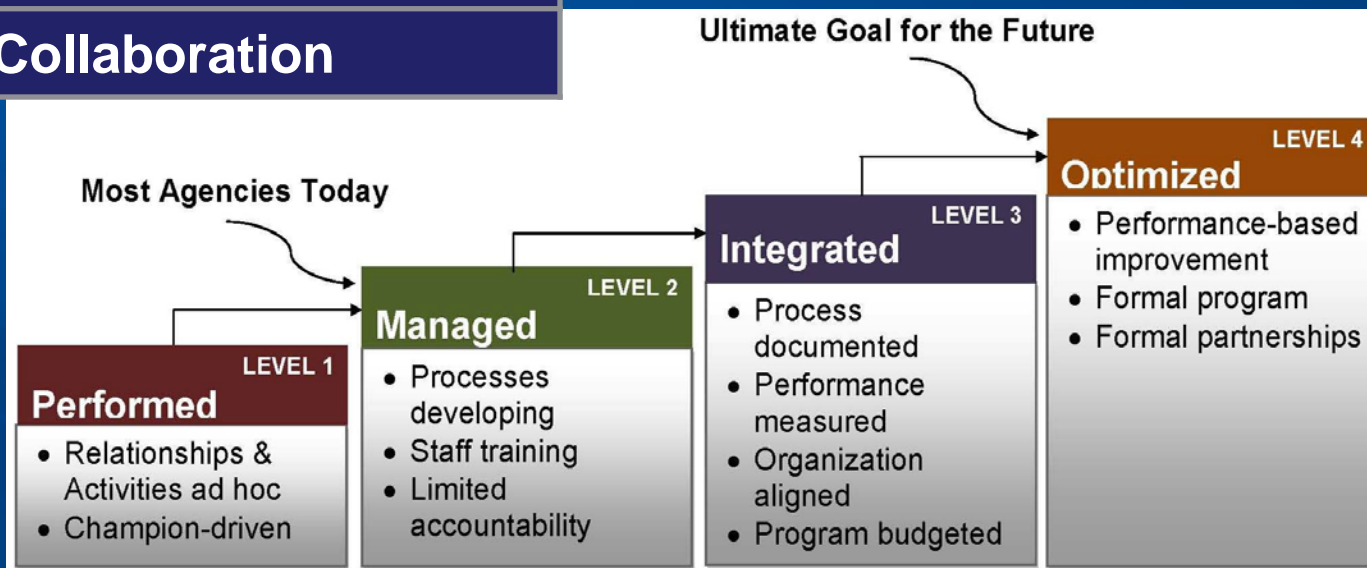 Collaboration
Ultimate Goal for the Future
Most Agencies Today
LEVEL 1
Performed
• Relationships &
Activities ad hoc
• Champion-driven
LEVEL 2
Managed
• Processes
developing
• Staff training
• Limited
accountability
LEVEL 3
Integrated
• Process
documented
• Performance
measured
• Organization
aligned
• Program budgeted
LEVEL 4
Optimized
• Performance-based
improvement
• Formal program
• Formal partnerships